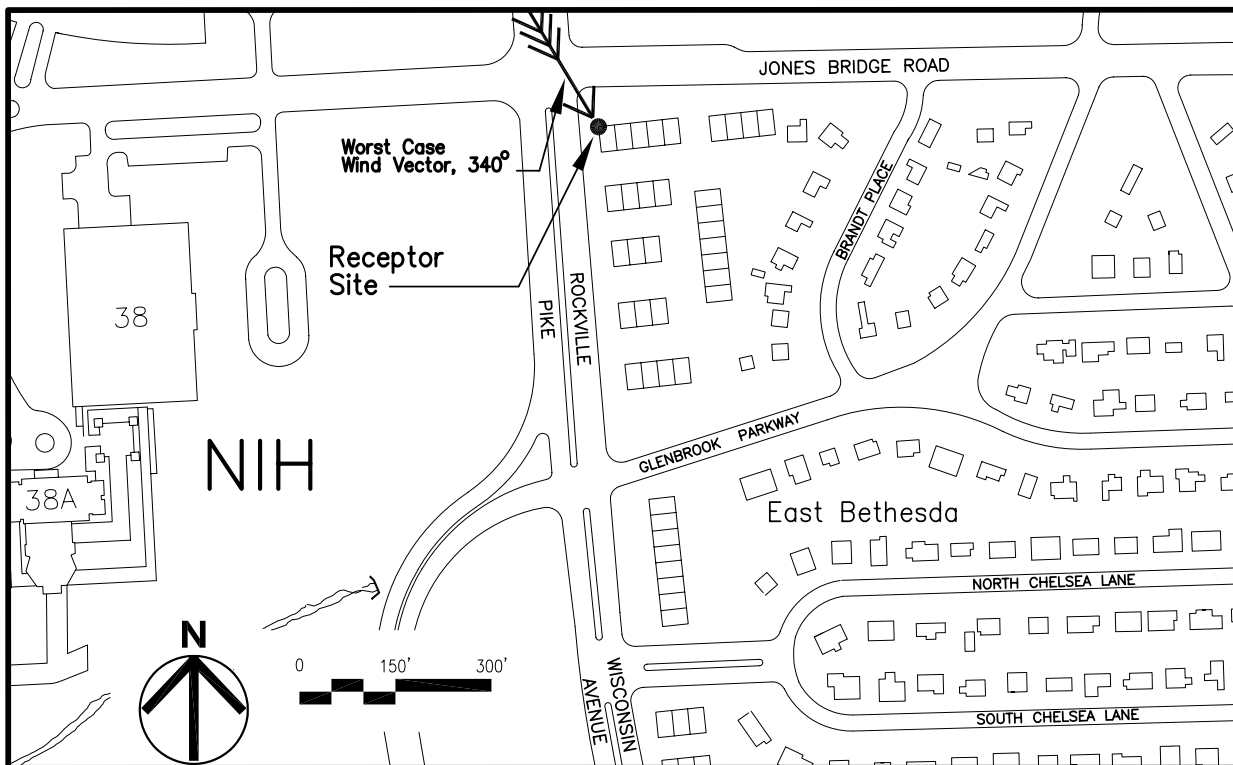 JONES BRIDGE ROAD
Worst Case
Wind Vector, 340°
Receptor
Site
BRANDT PLACE
38
PIKE
ROCKVILLE
NIH
GLENBROOK PARKWAY
38A
East Bethesda
NORTH CHELSEA LANE
N
0 150' 300'
WISCONSIN
AVENUE
SOUTH CHELSEA LANE